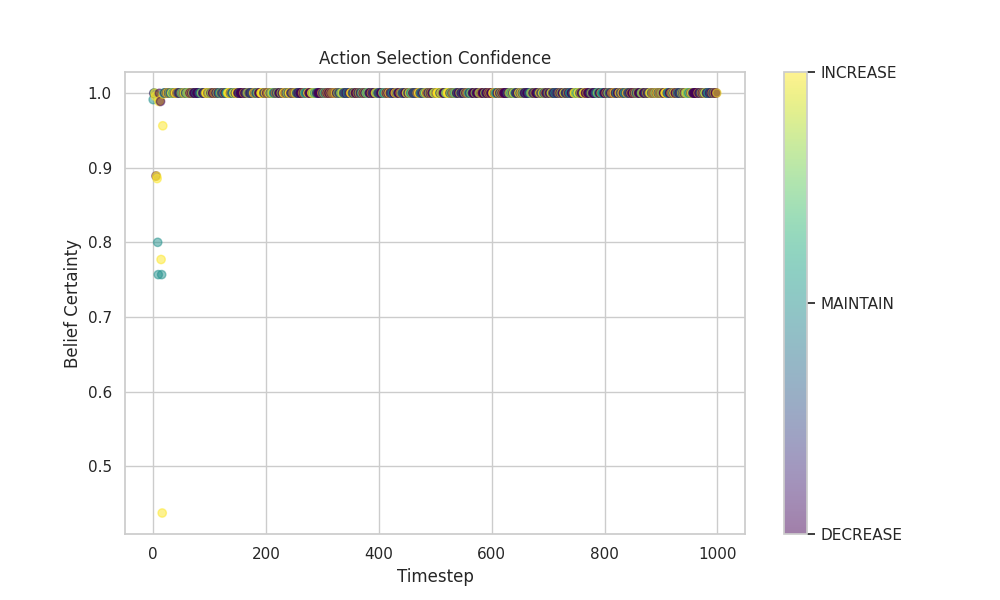 Action Selection Confidence
1.0
0.9
0.8
0.7
0.6
0.5
Belief Certainty
0
200
400
600
800
1000
Timestep
INCREASE
MAINTAIN
DECREASE